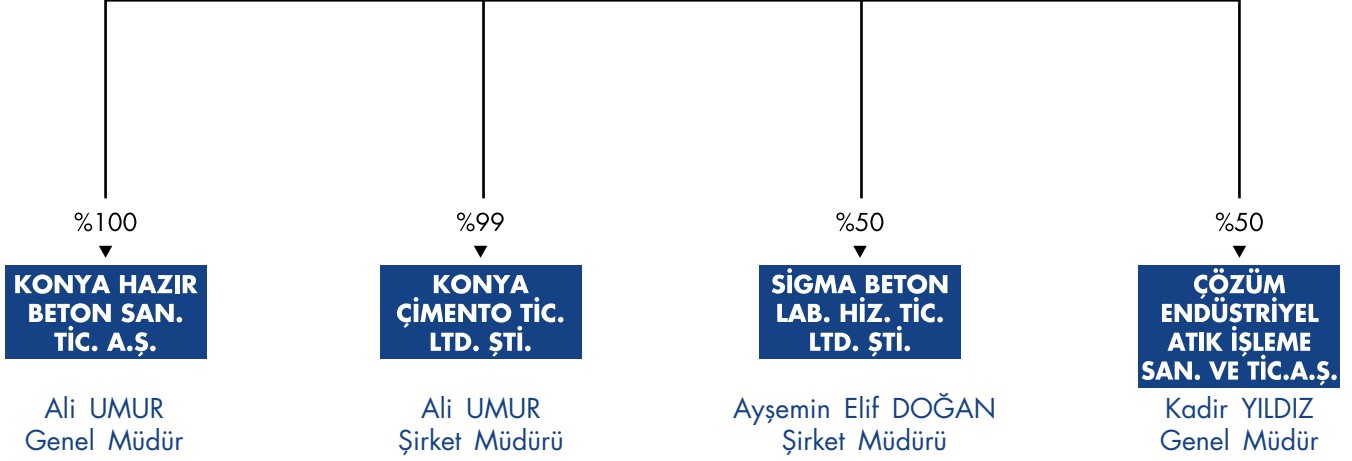 %100
KONYA HAZIR
BETON SAN.
TİC. A.Ş.
Ali UMUR
Genel Müdür
%99
KONYA
ÇİMENTO TİC.
LTD. ŞTİ.
Ali UMUR
Şirket Müdürü
%50
SİGMA BETON
LAB. HİZ. TİC.
LTD. ŞTİ.
Ayşemin Elif DOĞAN
Şirket Müdürü
%50
ÇÖZÜM
ENDÜSTRİYEL
ATIK İŞLEME
SAN. VE TİC.A.Ş.
Kadir YILDIZ
Genel Müdür